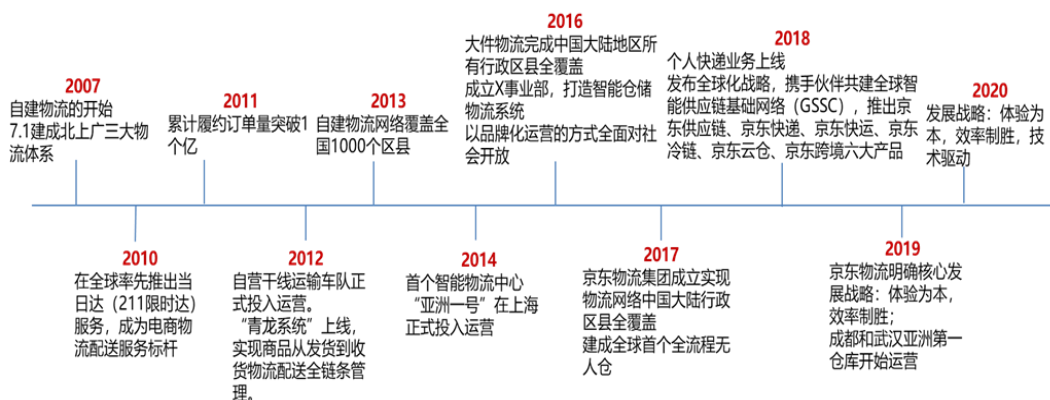 2007
自建物流的开始
7.1建成北上广三大物
流体系
2011
累计履约订单量突破1
个亿
2013
自建物流网络覆盖全
国1000个区县
2016
大件物流完成中国大陆地区所
有行政区县全覆盖
成立X事业部，打造智能仓储
物流系统
以品牌化运营的方式全面对社
会开放
2018
个人快递业务上线
发布全球化战略，携手伙伴共建全球智
能供应链基础网络（GSSC），推出京
东供应链、京东快递、京东快运、京东
冷链、京东云仓、京东跨境六大产品
2020
发展战略：体验为
本，效率制胜，技
术驱动
2010
在全球率先推出当
日达（211限时达）
服务，成为电商物
流配送服务标杆
2012
自营干线运输车队正
式投入运营。
“青龙系统”上线，
实现商品从发货到收
货物流配送全链条管
理。
2014
首个智能物流中心
“亚洲一号”在上海
正式投入运营
2017
京东物流集团成立实现
物流网络中国大陆行政
区县全覆盖
建成全球首个全流程无
人仓
2019
京东物流明确核心发
展战略：体验为本，
效率制胜；
成都和武汉亚洲第一
仓库开始运营